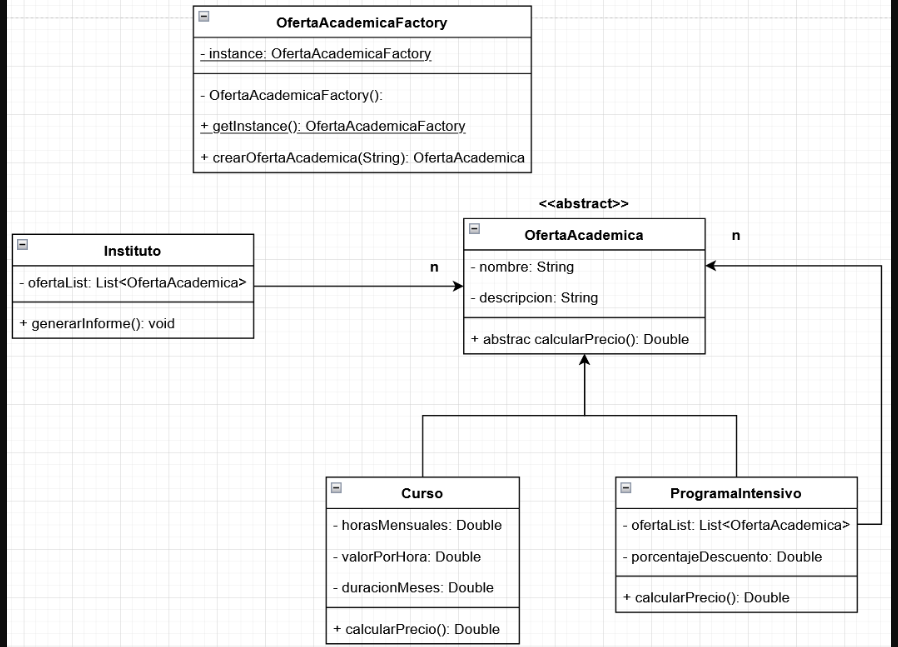 OfertaAcademicaFactory
- instance: OfertaAcademicaFactory
- OfertaAcademicaFactory():
+ getInstance(): OfertaAcademicaFactory
+ crearOfertaAcademica(String): OfertaAcademica
<<abstract>>
OfertaAcademica
n
- nombre: String
- descripcion: String
+ abstrac calcularPrecio(): Double
Instituto
- ofertaList: List<OfertaAcademica>
+ generarInforme(): void
n
Curso
- horasMensuales: Double
- valorPorHora: Double
- duracionMeses: Double
+ calcularPrecio(): Double
ProgramaIntensivo
- ofertaList: List<OfertaAcademica>
- porcentajeDescuento: Double
+ calcularPrecio(): Double